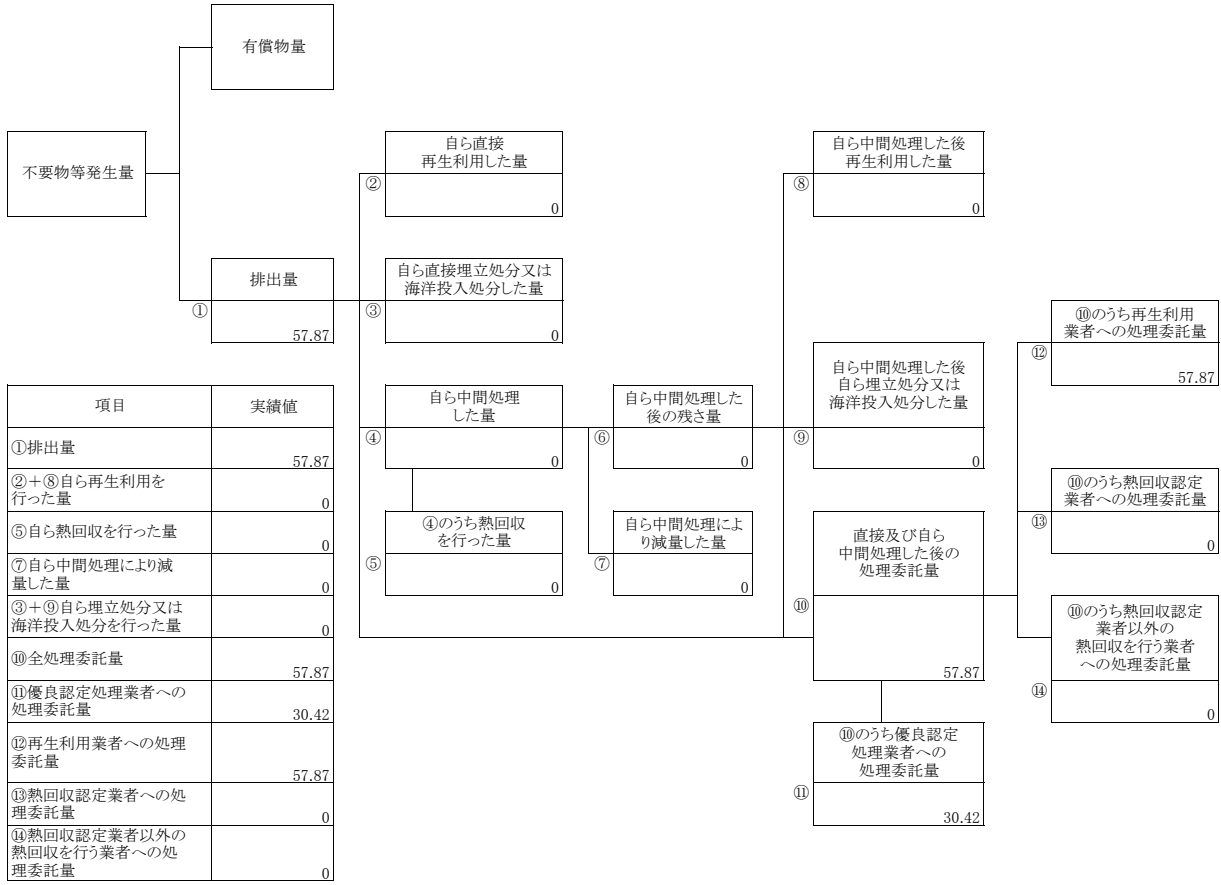 有償物量
不要物等発生量
自ら直接
再生利用した量
②
0
自ら中間処理した後
再生利用した量
⑧
0
排出量
①
57.87
自ら直接埋立処分又は
海洋投入処分した量
③
0
⑩のうち再生利用
業者への処理委託量
⑫
57.87
自ら中間処理
した量
④
0
自ら中間処理した
後の残さ量
⑥
0
自ら中間処理した後
自ら埋立処分又は
海洋投入処分した量
⑨
0
⑩のうち熱回収認定
業者への処理委託量
⑬
0
④のうち熱回収
を行った量
⑤
0
自ら中間処理によ
り減量した量
⑦
0
直接及び自ら
中間処理した後の
処理委託量
⑩
57.87
⑩のうち熱回収認定
業者以外の
熱回収を行う業者
への処理委託量
⑭
0
⑩のうち優良認定
処理業者への
処理委託量
⑪
30.42
項目 実績値
①排出量
57.87
②＋⑧自ら再生利用を
行った量
0
⑤自ら熱回収を行った量
0
⑦自ら中間処理により減
量した量
0
③＋⑨自ら埋立処分又は
海洋投入処分を行った量
0
⑩全処理委託量
57.87
⑪優良認定処理業者への
処理委託量
30.42
⑫再生利用業者への処理
委託量
57.87
⑬熱回収認定業者への処
理委託量
0
⑭熱回収認定業者以外の
熱回収を行う業者への処
理委託量
0